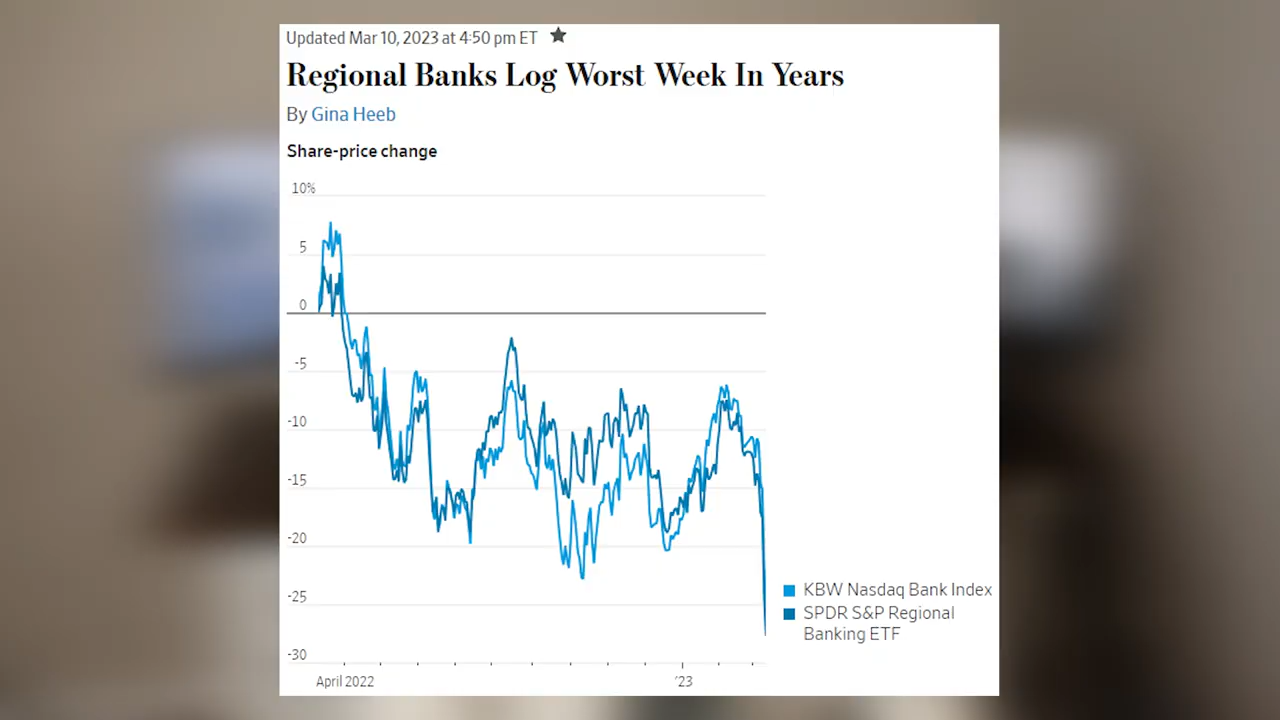 Updated Mar 10, 2023 at 4:50 pm ET
Regional Banks Log Worst Week In Years
By Gina Heeb
Share-price change
10%
5
0
-5
-10
-15
-20
-25
-30
April 2022
'23
KBW Nasdaq Bank Index
SPDR S&P Regional
Banking ETF